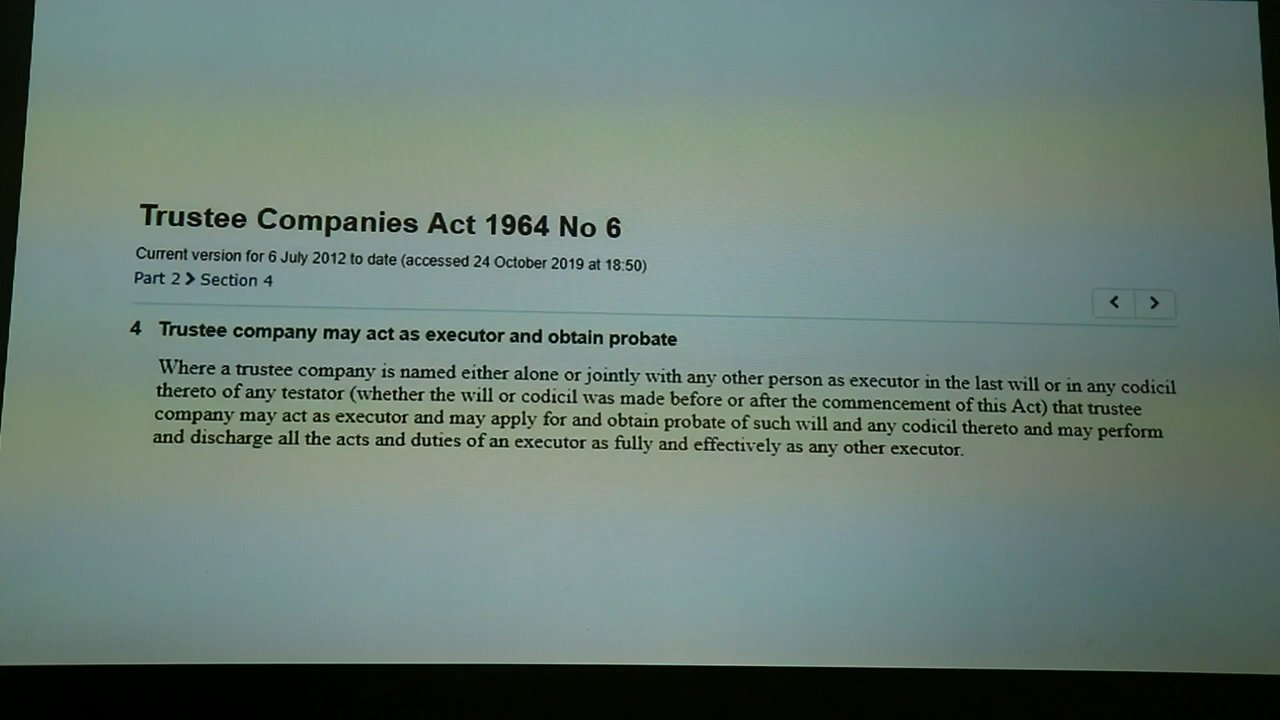 Trustee Companies Act 1964 No 6
Current version for 6 July 2012 to date (accessed 24 October 2019 at 18:50)
Part 2 > Section 4
4 Trustee company may act as executor and obtain probate
Where a trustee company is named either alone or jointly with any other person as executor in the last will or in any codicil
thereto of any testator (whether the will or codicil was made before or after the commencement of this Act) that trustee
company may act as executor and may apply for and obtain probate of such will and any codicil thereto and may perform
and discharge all the acts and duties of an executor as fully and effectively as any other executor.